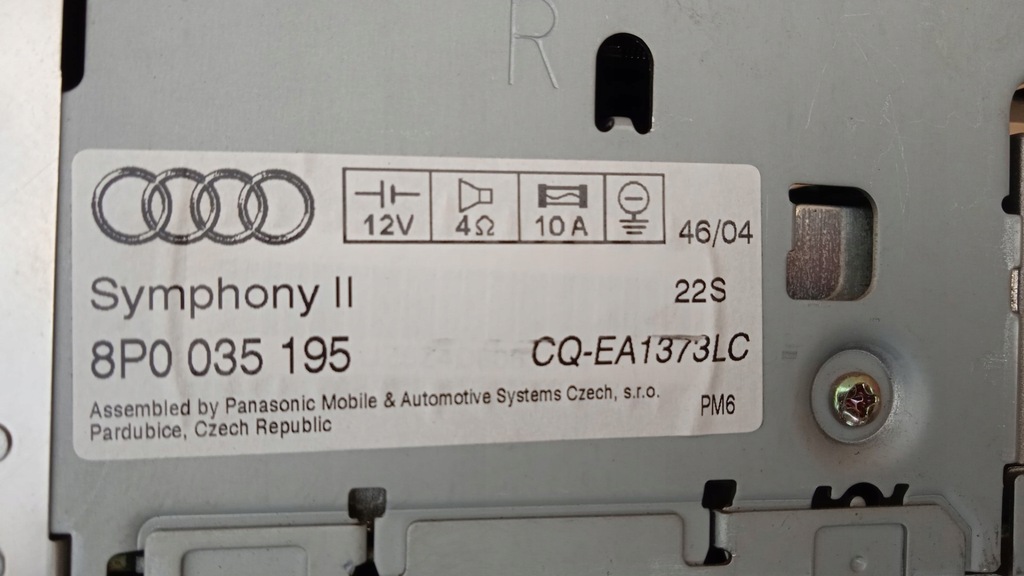 R
12V 4Ω 10A
46/04
Symphony II 22S
8P0 035 195 CQ-EA1373LC
Assembled by Panasonic Mobile & Automotive Systems Czech, s.r.o. PM6
Pardubice, Czech Republic